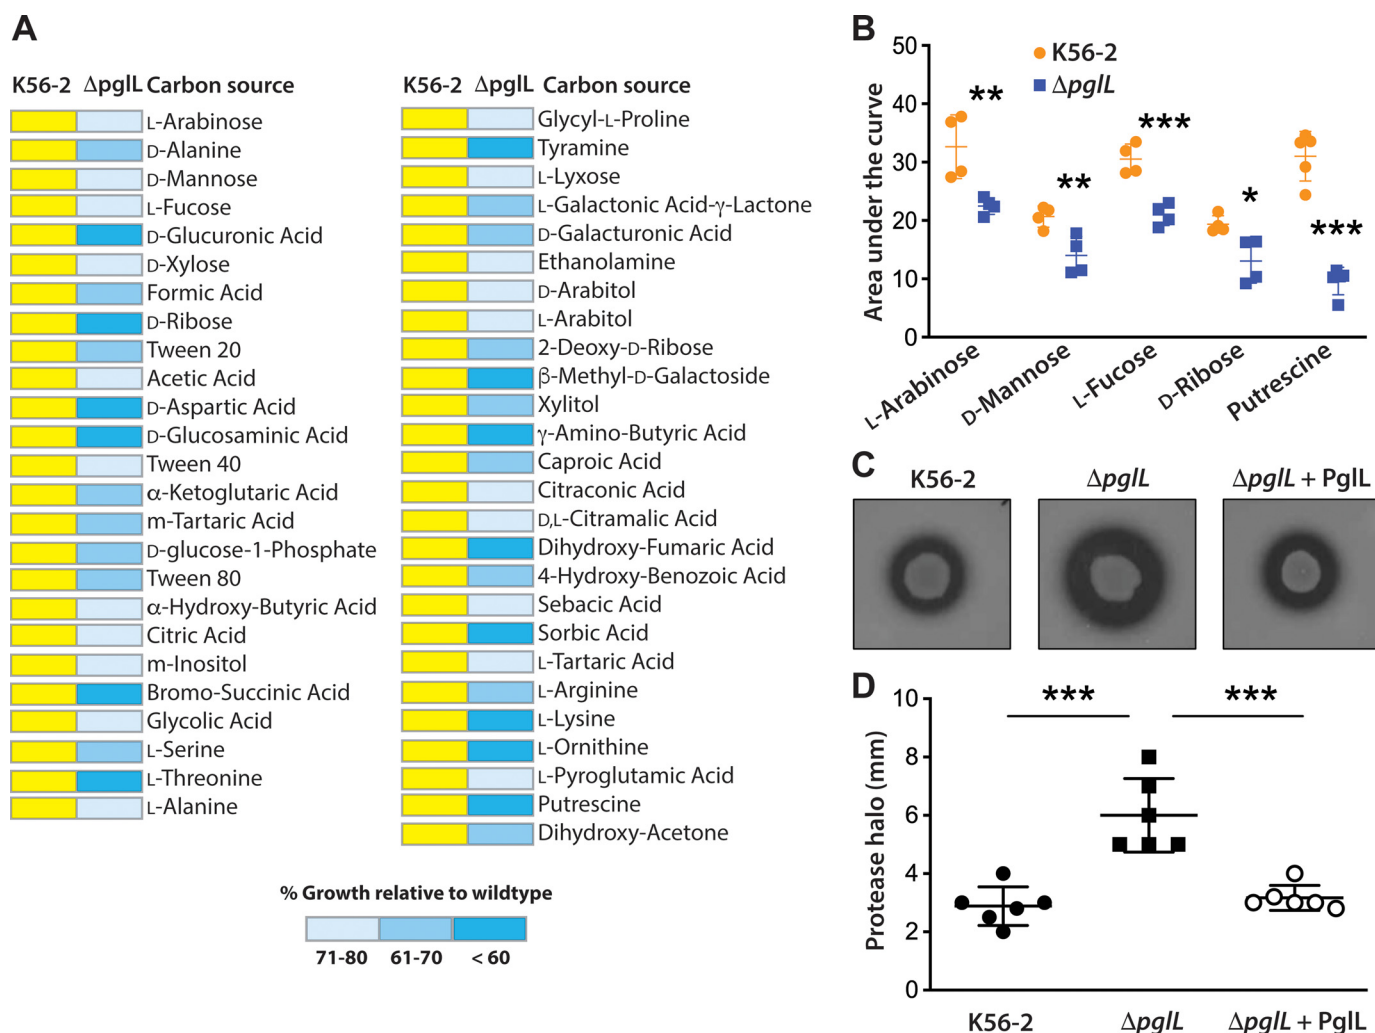 A
K56-2 ΔpglL Carbon source
L-Arabinose
D-Alanine
D-Mannose
L-Fucose
D-Glucuronic Acid
D-Xylose
Formic Acid
D-Ribose
Tween 20
Acetic Acid
D-Aspartic Acid
D-Glucosaminic Acid
Tween 40
α-Ketoglutaric Acid
m-Tartaric Acid
D-glucose-1-Phosphate
Tween 80
α-Hydroxy-Butyric Acid
Citric Acid
m-Inositol
Bromo-Succinic Acid
Glycolic Acid
L-Serine
L-Threonine
L-Alanine
K56-2 ΔpglL Carbon source
Glycyl-L-Proline
Tyramine
L-Lyxose
L-Galactonic Acid-γ-Lactone
D-Galacturonic Acid
Ethanolamine
D-Arabitol
L-Arabitol
2-Deoxy-D-Ribose
β-Methyl-D-Galactoside
Xylitol
γ-Amino-Butyric Acid
Caproic Acid
Citraconic Acid
D,L-Citramalic Acid
Dihydroxy-Fumaric Acid
4-Hydroxy-Benozoic Acid
Sebacic Acid
Sorbic Acid
L-Tartaric Acid
L-Arginine
L-Lysine
L-Ornithine
L-Pyroglutamic Acid
Putrescine
Dihydroxy-Acetone
% Growth relative to wildtype
71-80 61-70 < 60
B
Area under the curve
50
40
30
20
10
0
K56-2
ΔpglL
** ** *** * ***
L-Arabinose
D-Mannose
L-Fucose
D-Ribose
Putrescine
C
K56-2 ΔpglL ΔpglL + PglL
D
Protease halo (mm)
10
8
6
4
2
0
*** ***
K56-2 ΔpglL ΔpglL + PglL